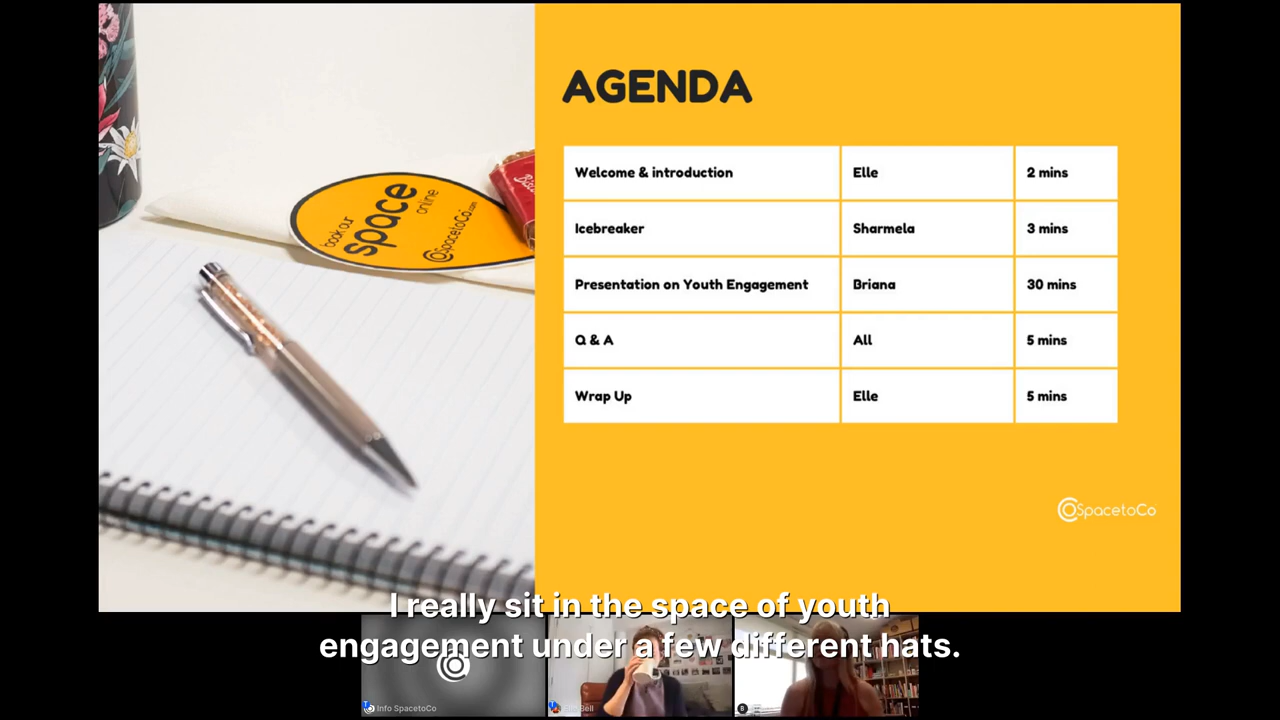 AGENDA
Welcome & introduction Elle 2 mins
Icebreaker Sharmela 3 mins
Presentation on Youth Engagement Briana 30 mins
Q & A All 5 mins
Wrap Up Elle 5 mins
book our
space
online
SpacetoCo.com
SpacetoCo
I really sit in the space of youth
engagement under a few different hats.
Info SpacetoCo
Bell
B